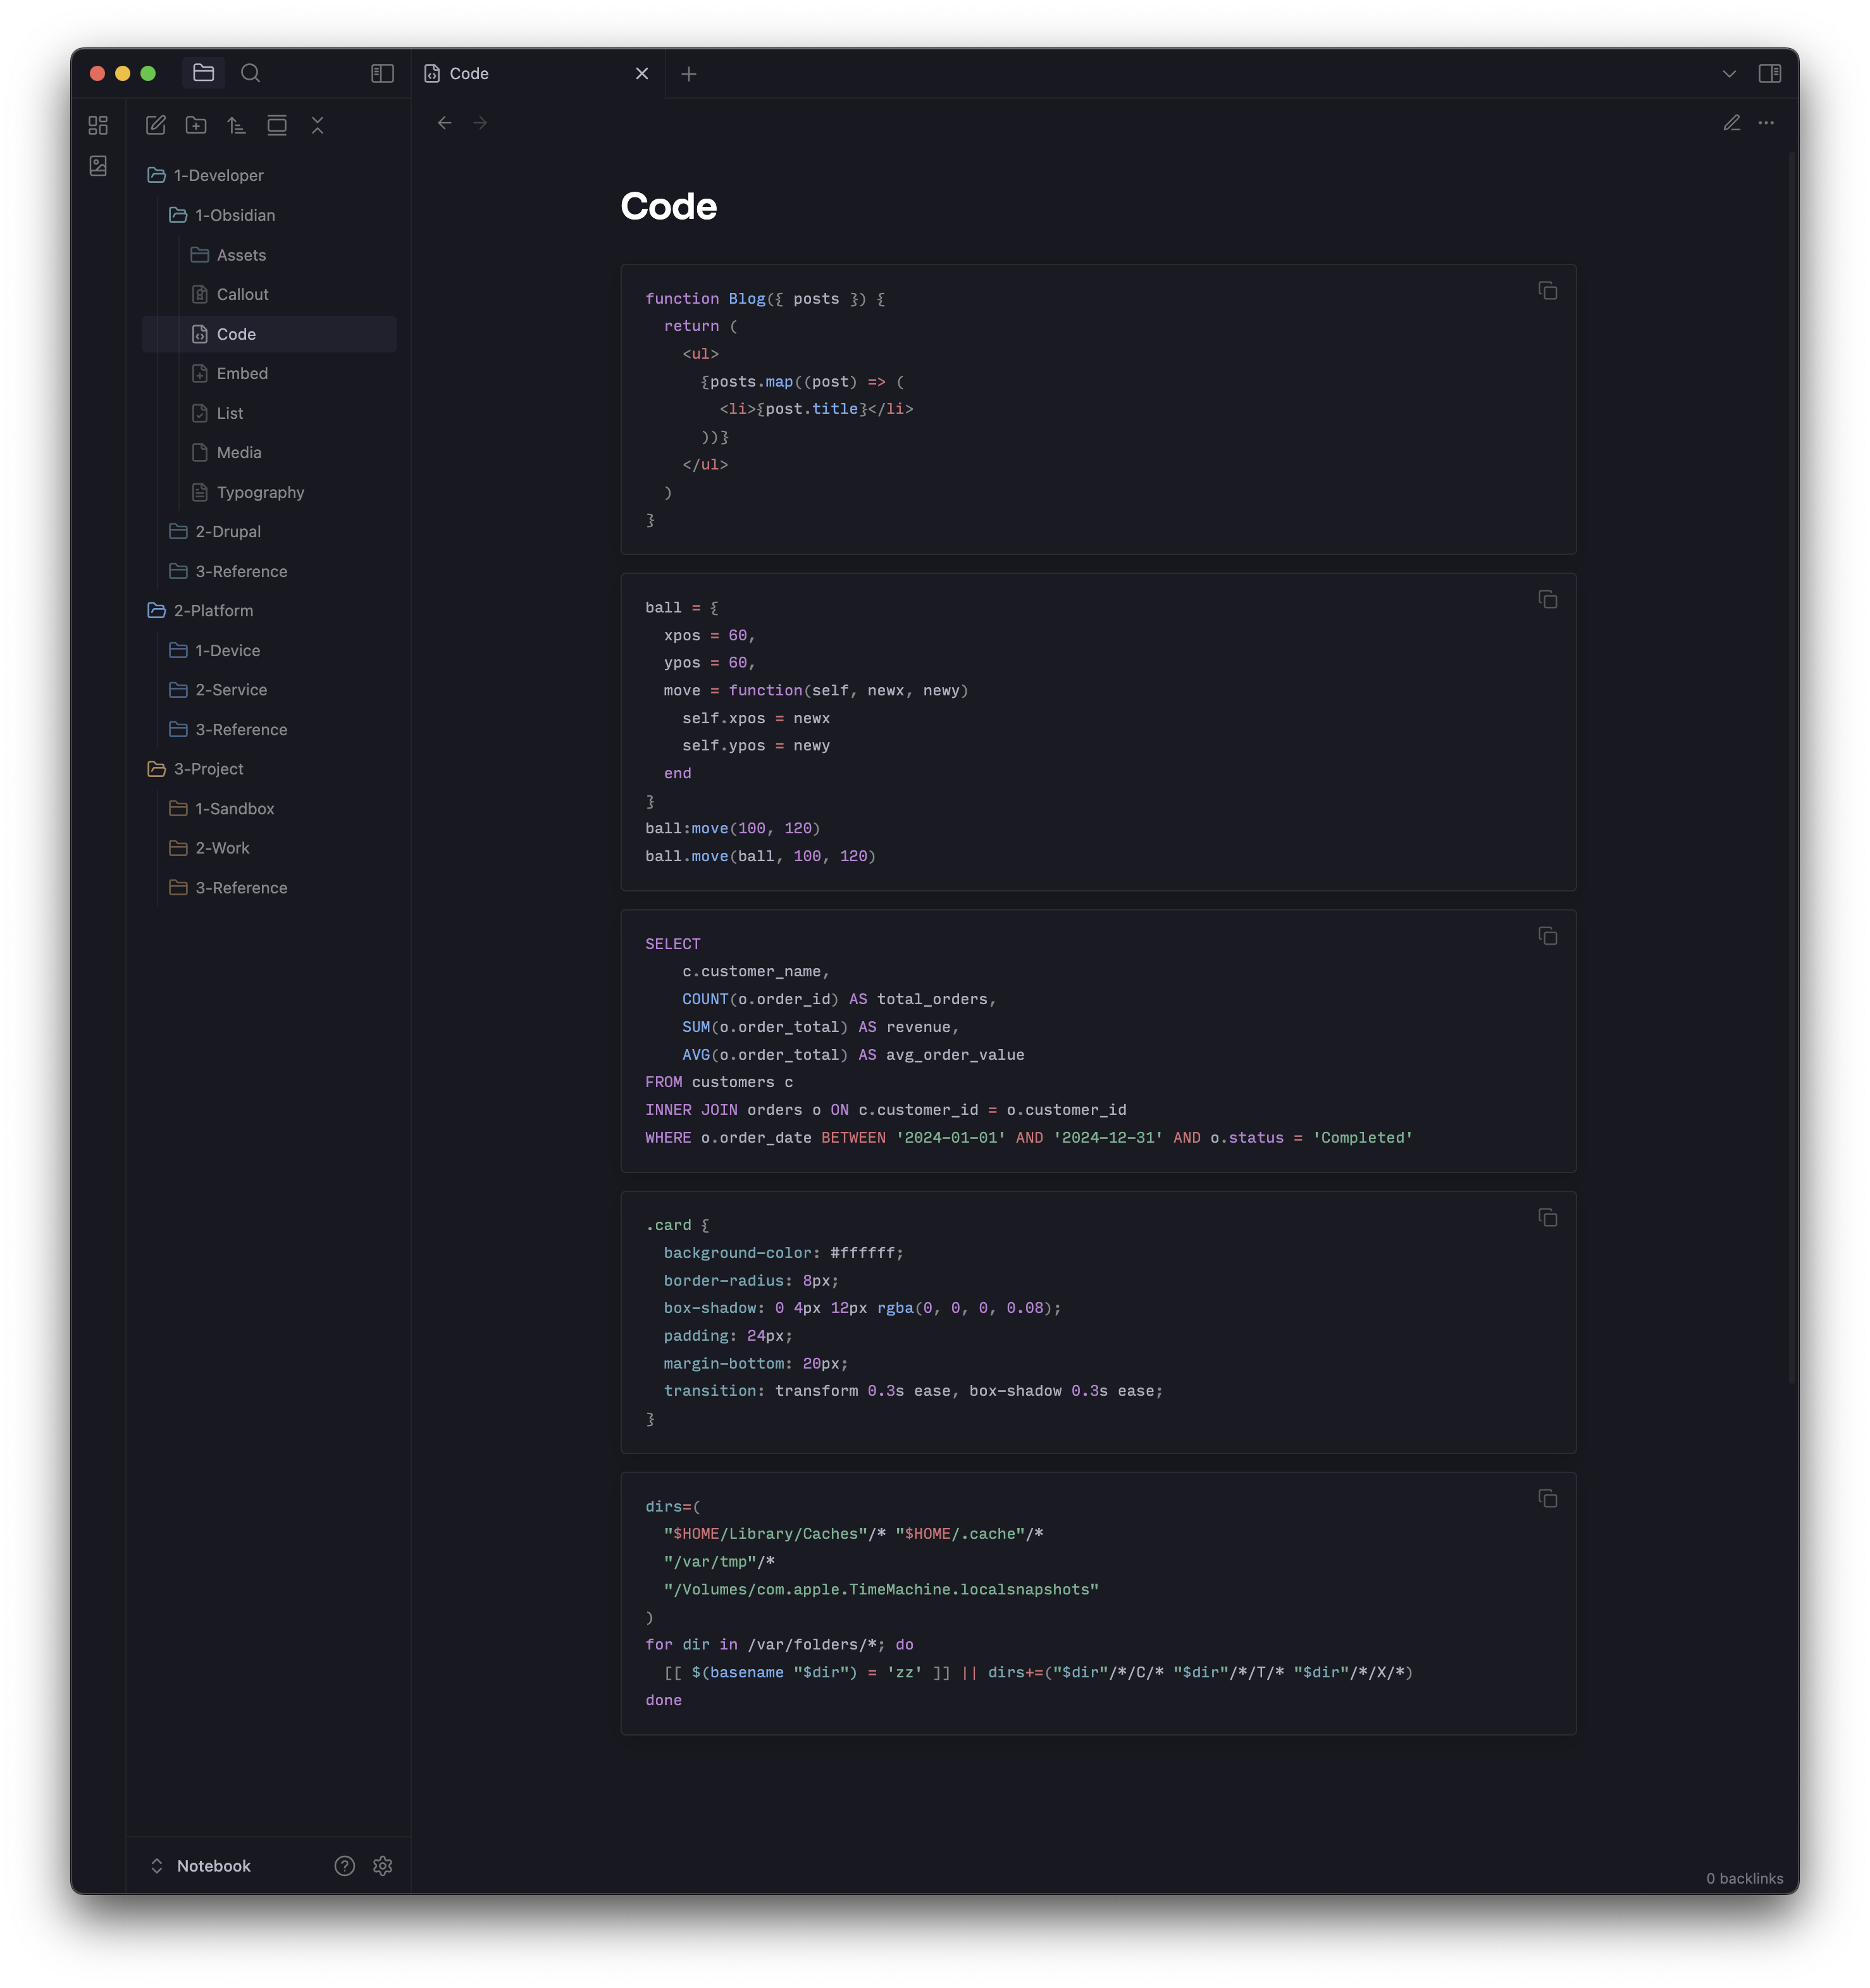 Code
1-Developer
1-Obsidian
Assets
Callout
Code
Embed
List
Media
Typography
2-Drupal
3-Reference
2-Platform
1-Device
2-Service
3-Reference
3-Project
1-Sandbox
2-Work
3-Reference
Notebook
Code
function Blog({ posts }) {
  return (
    <ul>
      {posts.map((post) => (
        <li>{post.title}</li>
      ))}
    </ul>
  )
}
ball = {
  xpos = 60,
  ypos = 60,
  move = function(self, newx, newy)
    self.xpos = newx
    self.ypos = newy
  end
}
ball:move(100, 120)
ball.move(ball, 100, 120)
SELECT
    c.customer_name,
    COUNT(o.order_id) AS total_orders,
    SUM(o.order_total) AS revenue,
    AVG(o.order_total) AS avg_order_value
FROM customers c
INNER JOIN orders o ON c.customer_id = o.customer_id
WHERE o.order_date BETWEEN '2024-01-01' AND '2024-12-31' AND o.status = 'Completed'
.card {
  background-color: #ffffff;
  border-radius: 8px;
  box-shadow: 0 4px 12px rgba(0, 0, 0, 0.08);
  padding: 24px;
  margin-bottom: 20px;
  transition: transform 0.3s ease, box-shadow 0.3s ease;
}
dirs=(
  "$HOME/Library/Caches"/* "$HOME/.cache"/*
  "/var/tmp"/*
  "/Volumes/com.apple.TimeMachine.localsnapshots"
)
for dir in /var/folders/*; do
  [[ $(basename "$dir") = 'zz' ]] || dirs+=("$dir"/*/C/* "$dir"/*/T/* "$dir"/*/X/*)
done
0 backlinks